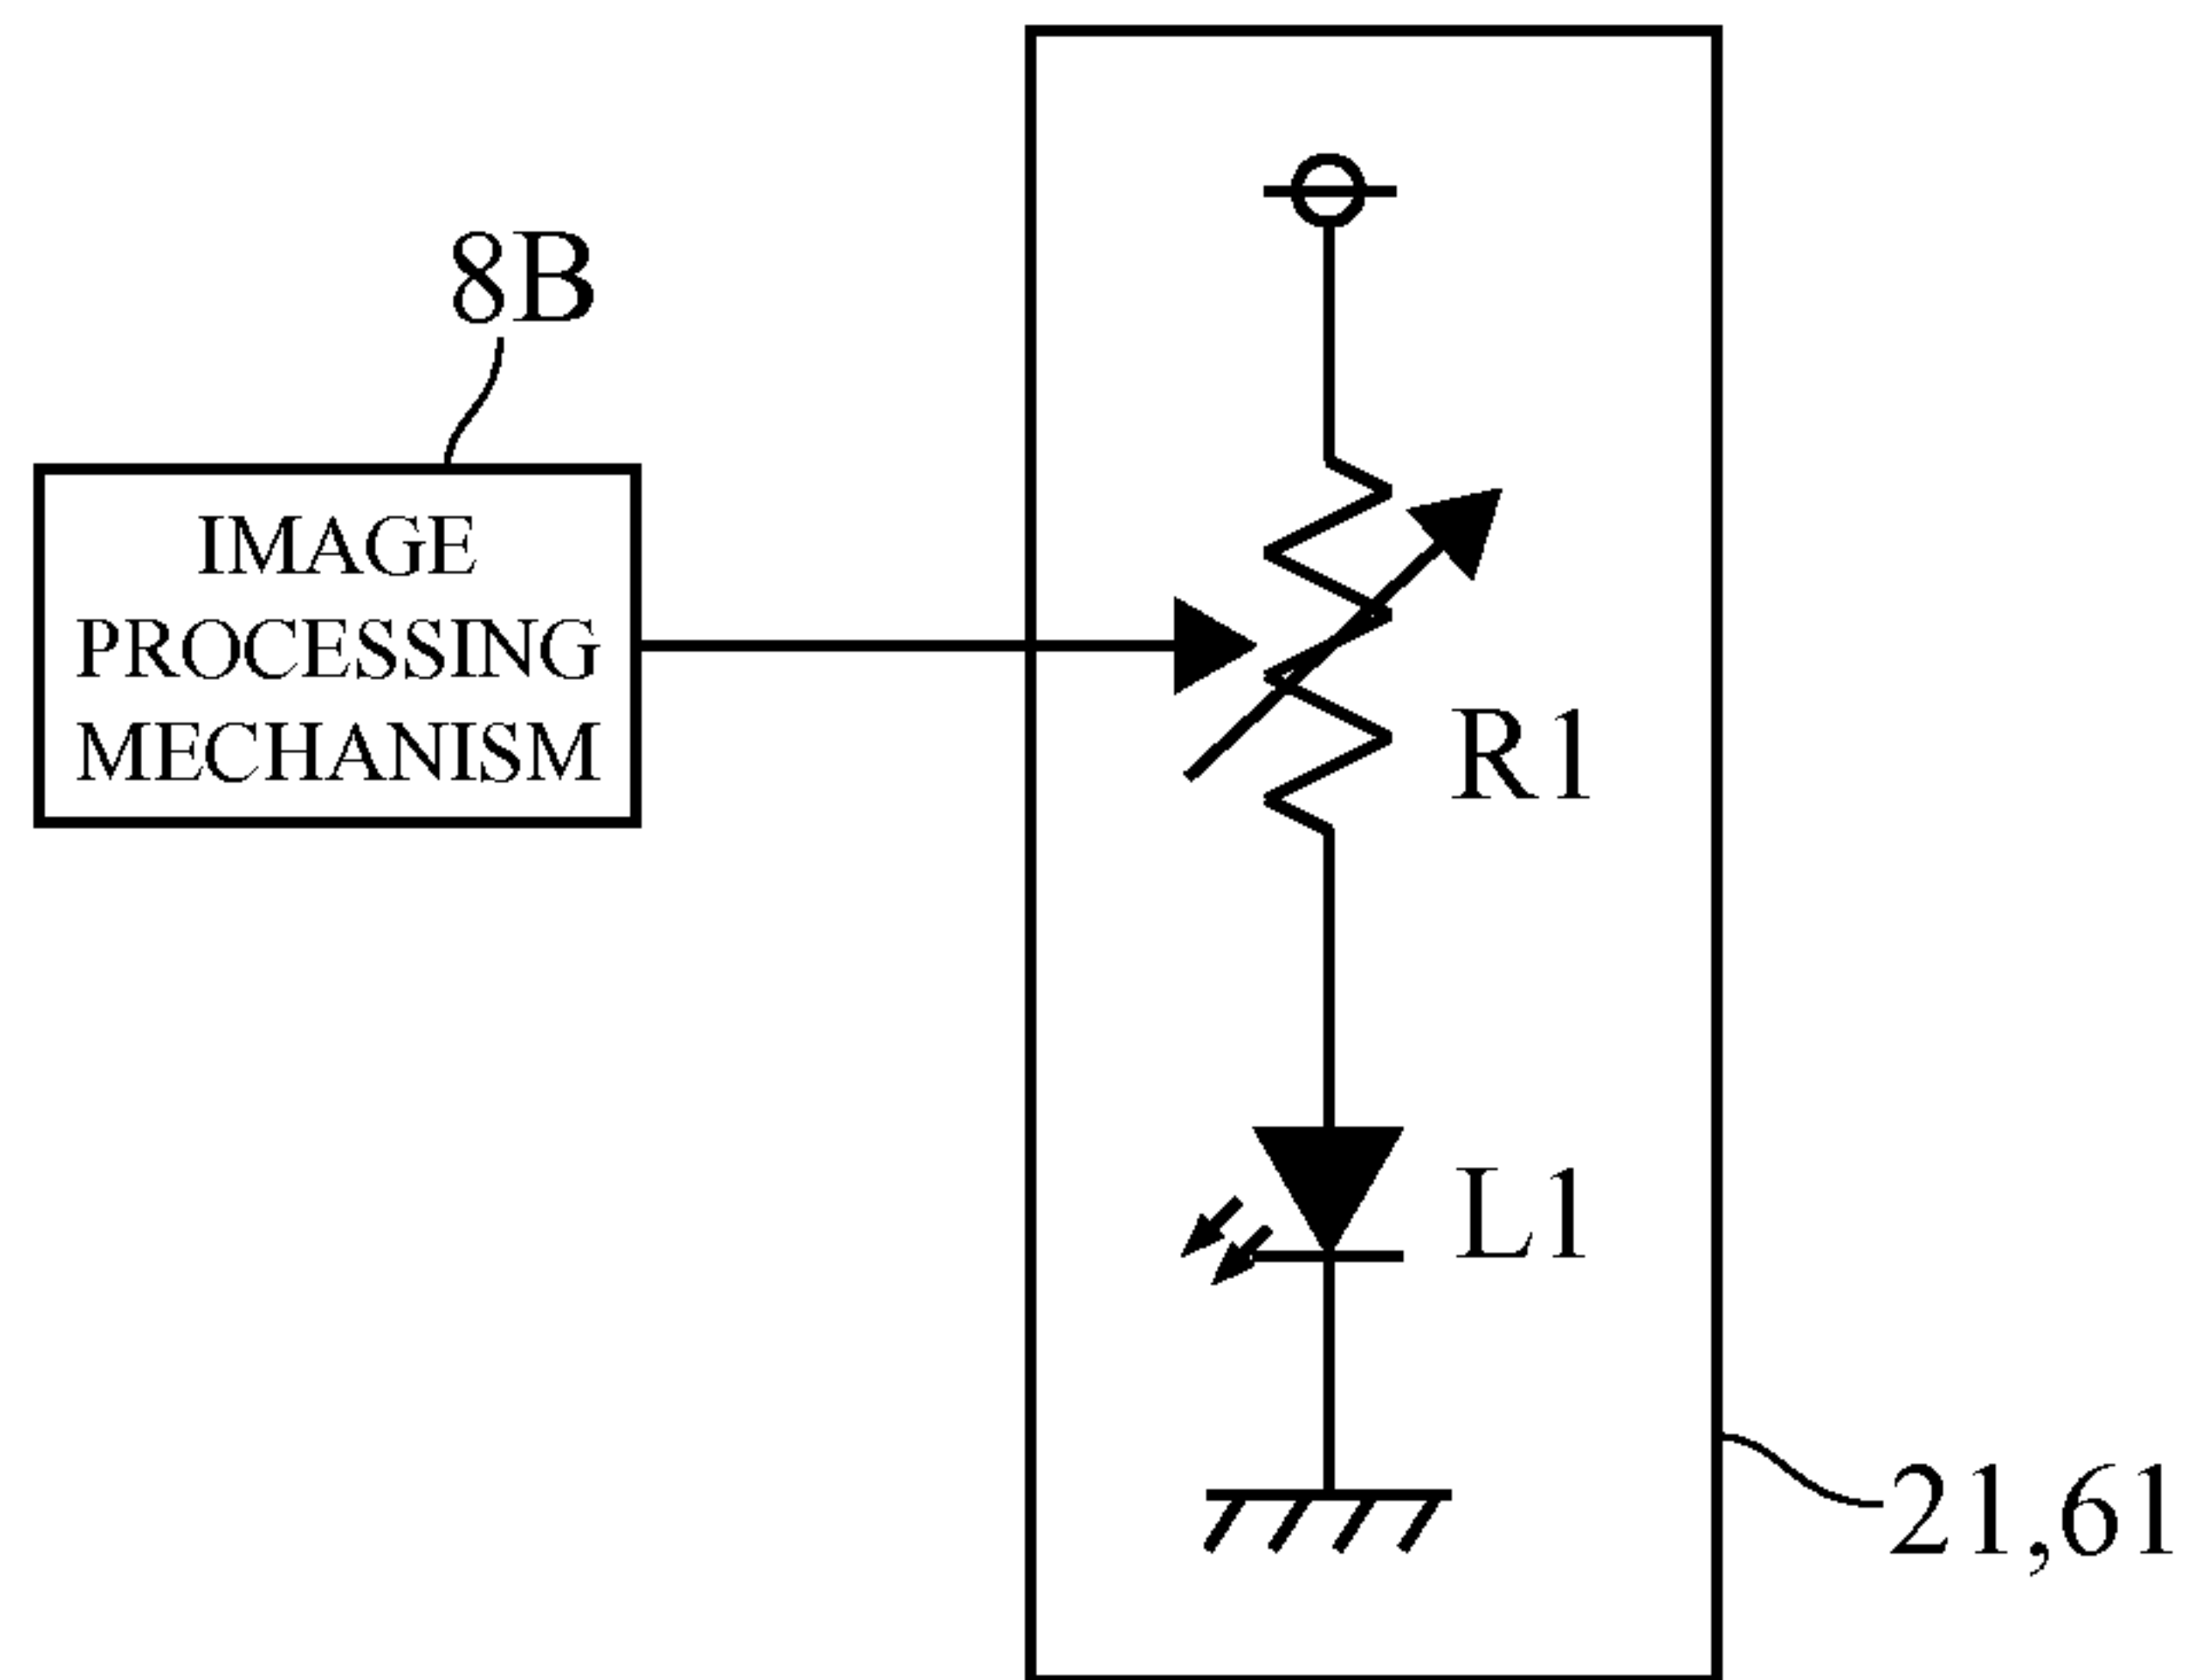 8B
IMAGE
PROCESSING
MECHANISM
R1
L1
21,61